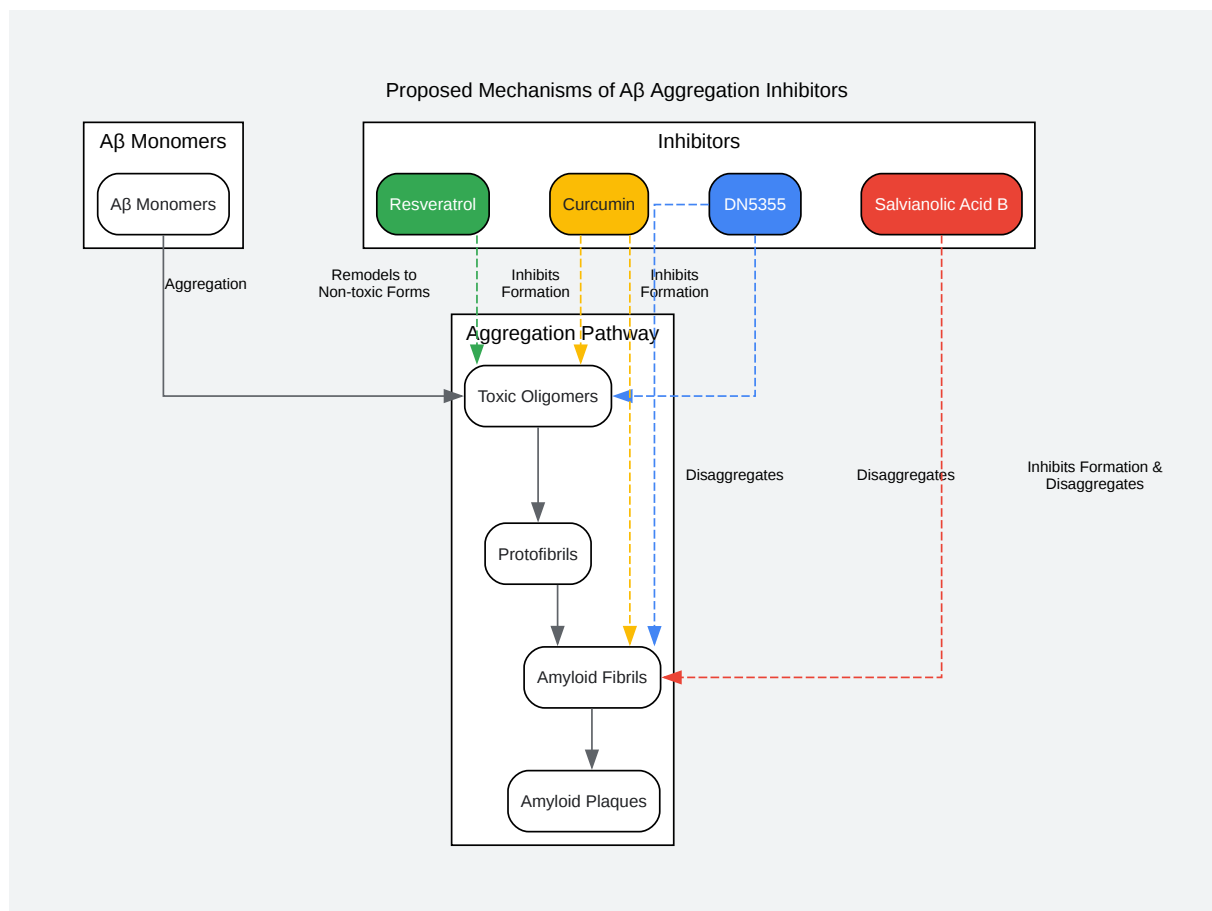 Proposed Mechanisms of Aβ Aggregation Inhibitors
Aβ Monomers
Inhibitors
Aβ Monomers
Resveratrol
Curcumin
DN5355
Salvianolic Acid B
Aggregation
Remodels to
Non-toxic Forms
Inhibits
Formation
Inhibits
Formation
Aggregation Pathway
Toxic Oligomers
Disaggregates
Disaggregates
Inhibits Formation &
Disaggregates
Protofibrils
Amyloid Fibrils
Amyloid Plaques